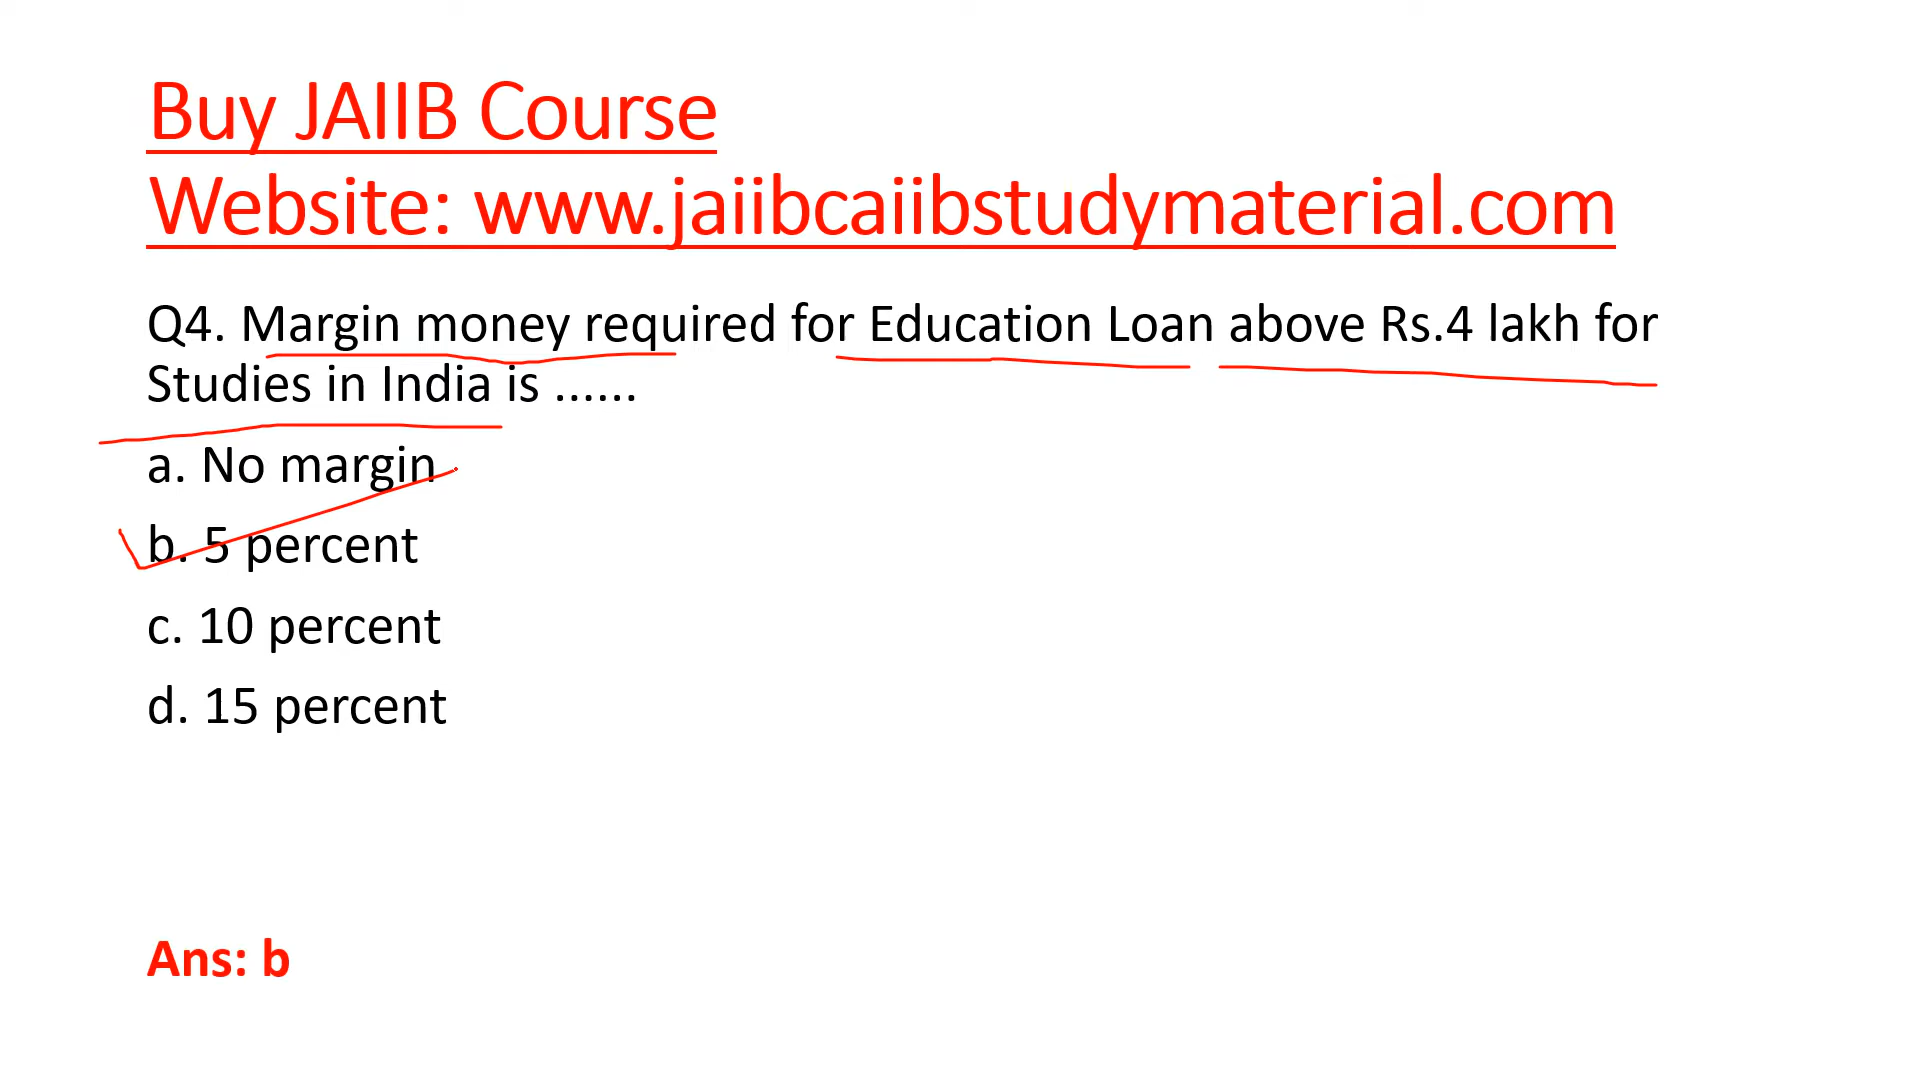 Buy JAIIB Course
Website: www.jaiibcaiibstudymaterial.com
Q4. Margin money required for Education Loan above Rs.4 lakh for
Studies in India is ......
a. No margin
b. 5 percent
c. 10 percent
d. 15 percent
Ans: b